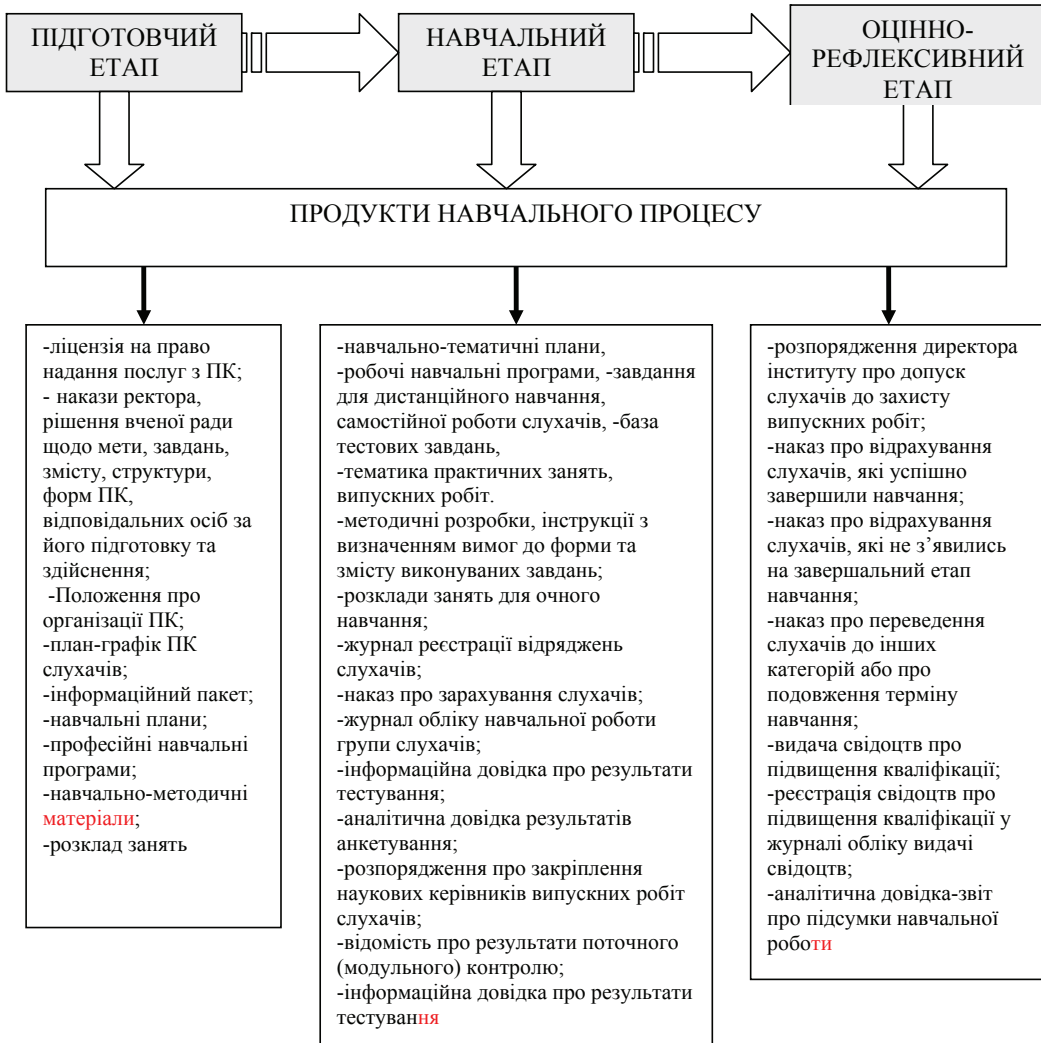 ПІДГОТОВЧИЙ
ЕТАП
НАВЧАЛЬНИЙ
ЕТАП
ОЦІННО-
РЕФЛЕКСИВНИЙ
ЕТАП
ПРОДУКТИ НАВЧАЛЬНОГО ПРОЦЕСУ
-ліцензія на право
надання послуг з ПК;
- накази ректора,
рішення вченої ради
щодо мети, завдань,
змісту, структури,
форм ПК,
відповідальних осіб за
його підготовку та
здійснення;
-Положення про
організації ПК;
-план-графік ПК
слухачів;
-інформаційний пакет;
-навчальні плани;
-професійні навчальні
програми;
-навчально-методичні
матеріали;
-розклад занять
-навчально-тематичні плани,
-робочі навчальні програми, -завдання
для дистанційного навчання,
самостійної роботи слухачів, -база
тестових завдань,
-тематика практичних занять,
випускних робіт.
-методичні розробки, інструкції з
визначенням вимог до форми та
змісту виконуваних завдань;
-розклади занять для очного
навчання;
-журнал реєстрації відряджень
слухачів;
-наказ про зарахування слухачів;
-журнал обліку навчальної роботи
групи слухачів;
-інформаційна довідка про результати
тестування;
-аналітична довідка результатів
анкетування;
-розпорядження про закріплення
наукових керівників випускних робіт
слухачів;
-відомість про результати поточного
(модульного) контролю;
-інформаційна довідка про результати
тестування
-розпорядження директора
інституту про допуск
слухачів до захисту
випускних робіт;
-наказ про відрахування
слухачів, які успішно
завершили навчання;
-наказ про відрахування
слухачів, які не з’явились
на завершальний етап
навчання;
-наказ про переведення
слухачів до інших
категорій або про
подовження терміну
навчання;
-видача свідоцтв про
підвищення кваліфікації;
-реєстрація свідоцтв про
підвищення кваліфікації у
журналі обліку видачі
свідоцтв;
-аналітична довідка-звіт
про підсумки навчальної
роботи